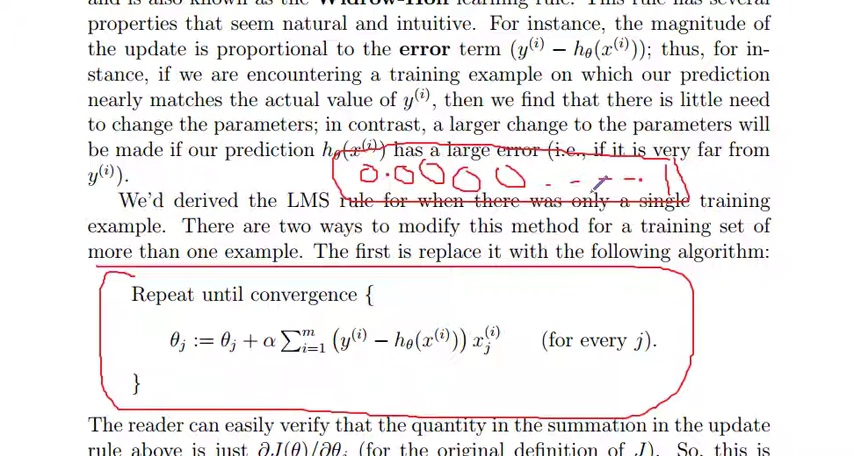 and is also known as the Widrow-Hoff learning rule. This rule has several
properties that seem natural and intuitive. For instance, the magnitude of
the update is proportional to the error term (y^(i) − h_θ(x^(i))); thus, for in-
stance, if we are encountering a training example on which our prediction
nearly matches the actual value of y^(i), then we find that there is little need
to change the parameters; in contrast, a larger change to the parameters will
be made if our prediction h_θ(x^(i)) has a large error (i.e., if it is very far from
y^(i)).
0.0000 - - - - 1
We'd derived the LMS rule for when there was only a single training
example. There are two ways to modify this method for a training set of
more than one example. The first is replace it with the following algorithm:
Repeat until convergence {
θ_j := θ_j + α ∑_{i=1}^{m} (y^(i) − h_θ(x^(i))) x_j^(i) (for every j).
}
The reader can easily verify that the quantity in the summation in the update
rule above is just ∂J(θ)/∂θ_j (for the original definition of J). So, this is